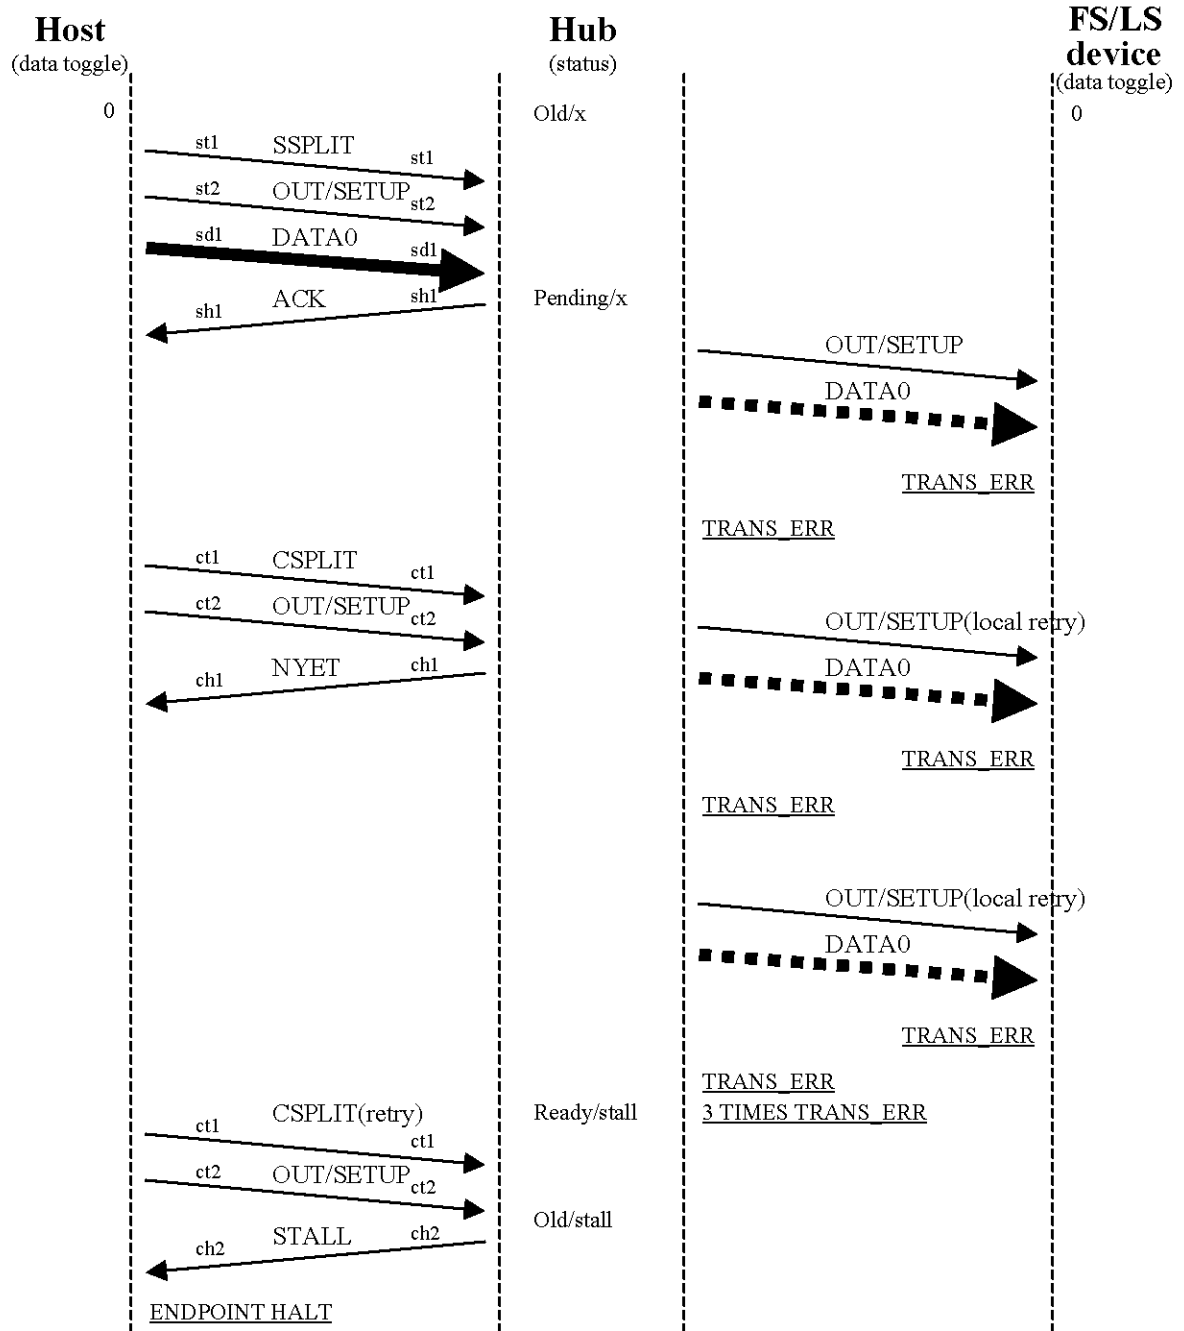 Host
(data toggle)
Hub
(status)
FS/LS
device
(data toggle)
0
Old/x
0
st1 SSPLIT st1
st2 OUT/SETUP st2
sd1 DATA0 sd1
sh1 ACK sh1
Pending/x
OUT/SETUP
DATA0
TRANS_ERR
TRANS_ERR
ct1 CSPLIT ct1
ct2 OUT/SETUP ct2
OUT/SETUP(local retry)
ch1 NYET ch1
DATA0
TRANS_ERR
TRANS_ERR
OUT/SETUP(local retry)
DATA0
TRANS_ERR
TRANS_ERR
ct1 CSPLIT(retry) ct1
Ready/stall
3 TIMES TRANS_ERR
ct2 OUT/SETUP ct2
Old/stall
ch2 STALL ch2
ENDPOINT HALT